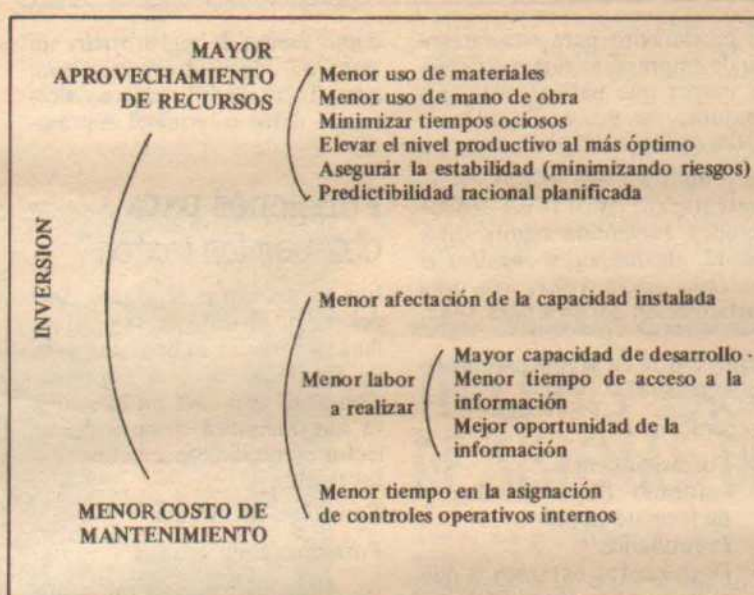 INVERSION
MAYOR
APROVECHAMIENTO
DE RECURSOS
Menor uso de materiales
Menor uso de mano de obra
Minimizar tiempos ociosos
Elevar el nivel productivo al más óptimo
Asegurar la estabilidad (minimizando riesgos)
Predictibilidad racional planificada
MENOR COSTO DE
MANTENIMIENTO
Menor afectación de la capacidad instalada
Menor labor
a realizar
Mayor capacidad de desarrollo
Menor tiempo de acceso a la
información
Mejor oportunidad de la
información
Menor tiempo en la asignación
de controles operativos internos